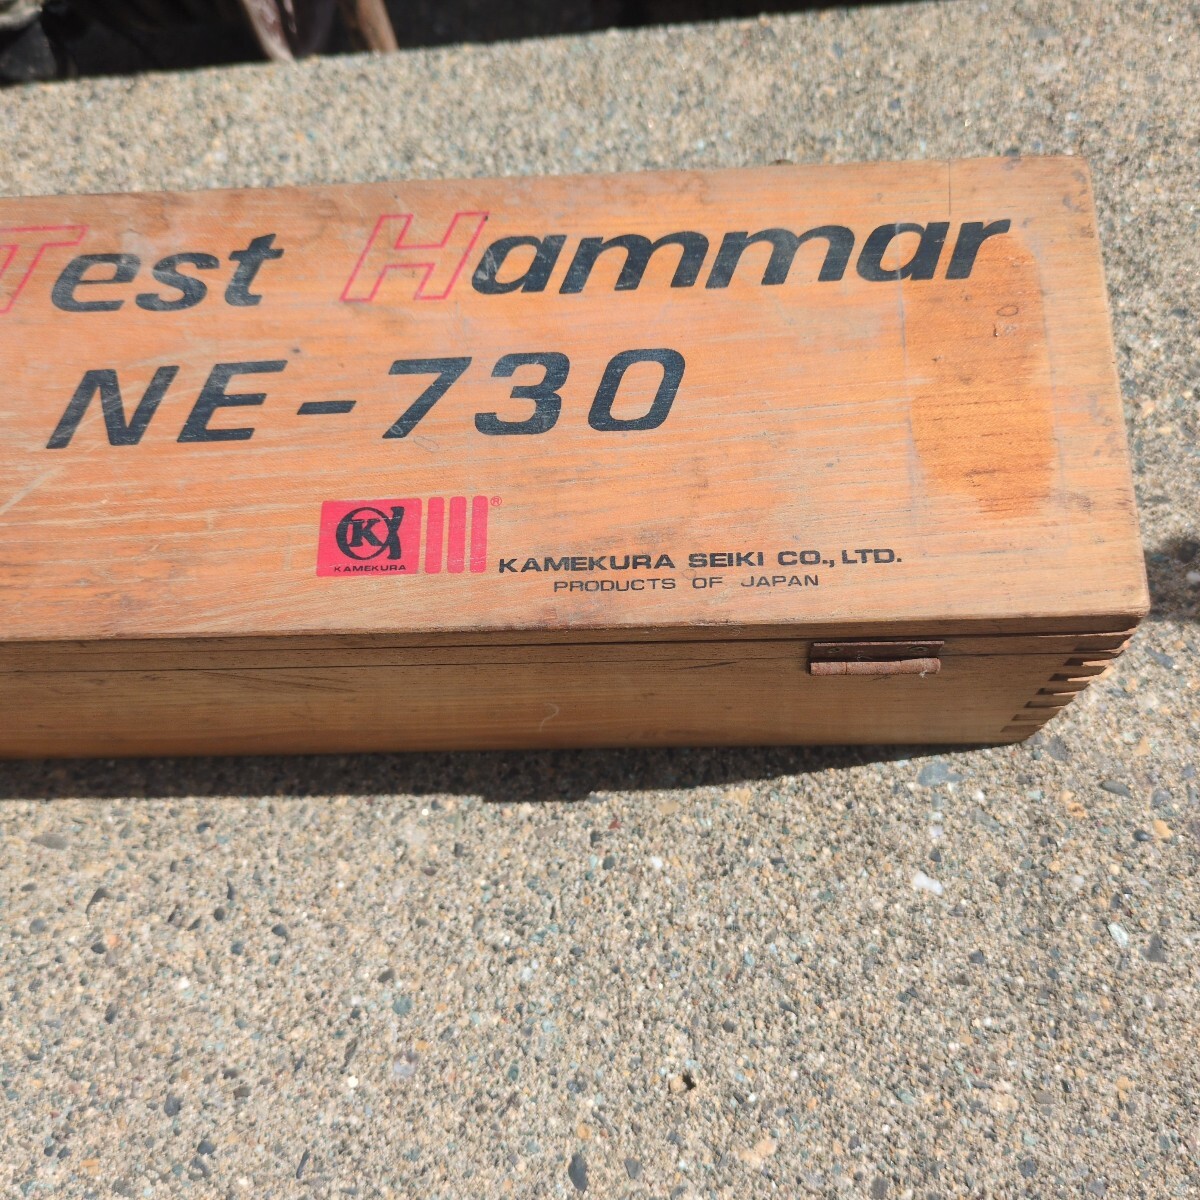 Test Hammar
NE-730
K
KAMEKURA
®
KAMEKURA SEIKI CO., LTD.
PRODUCTS OF JAPAN